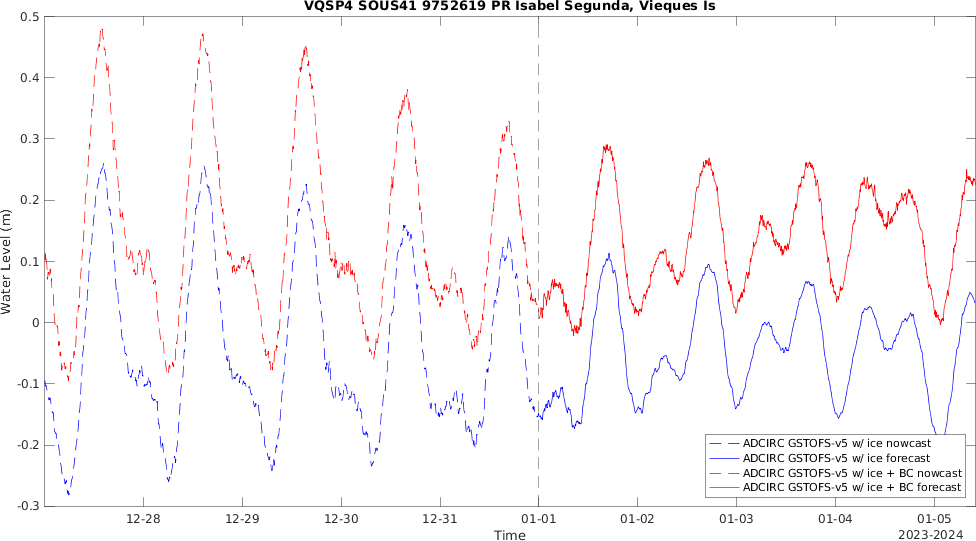 VQSP4 SOUS41 9752619 PR Isabel Segunda, Vieques Is
0.5
0.4
0.3
0.2
0.1
0
-0.1
-0.2
-0.3
Water Level (m)
ADCIRC GSTOFS-v5 w/ ice nowcast
ADCIRC GSTOFS-v5 w/ ice forecast
ADCIRC GSTOFS-v5 w/ ice + BC nowcast
ADCIRC GSTOFS-v5 w/ ice + BC forecast
12-28 12-29 12-30 12-31 01-01 01-02 01-03 01-04 01-05
Time
2023-2024